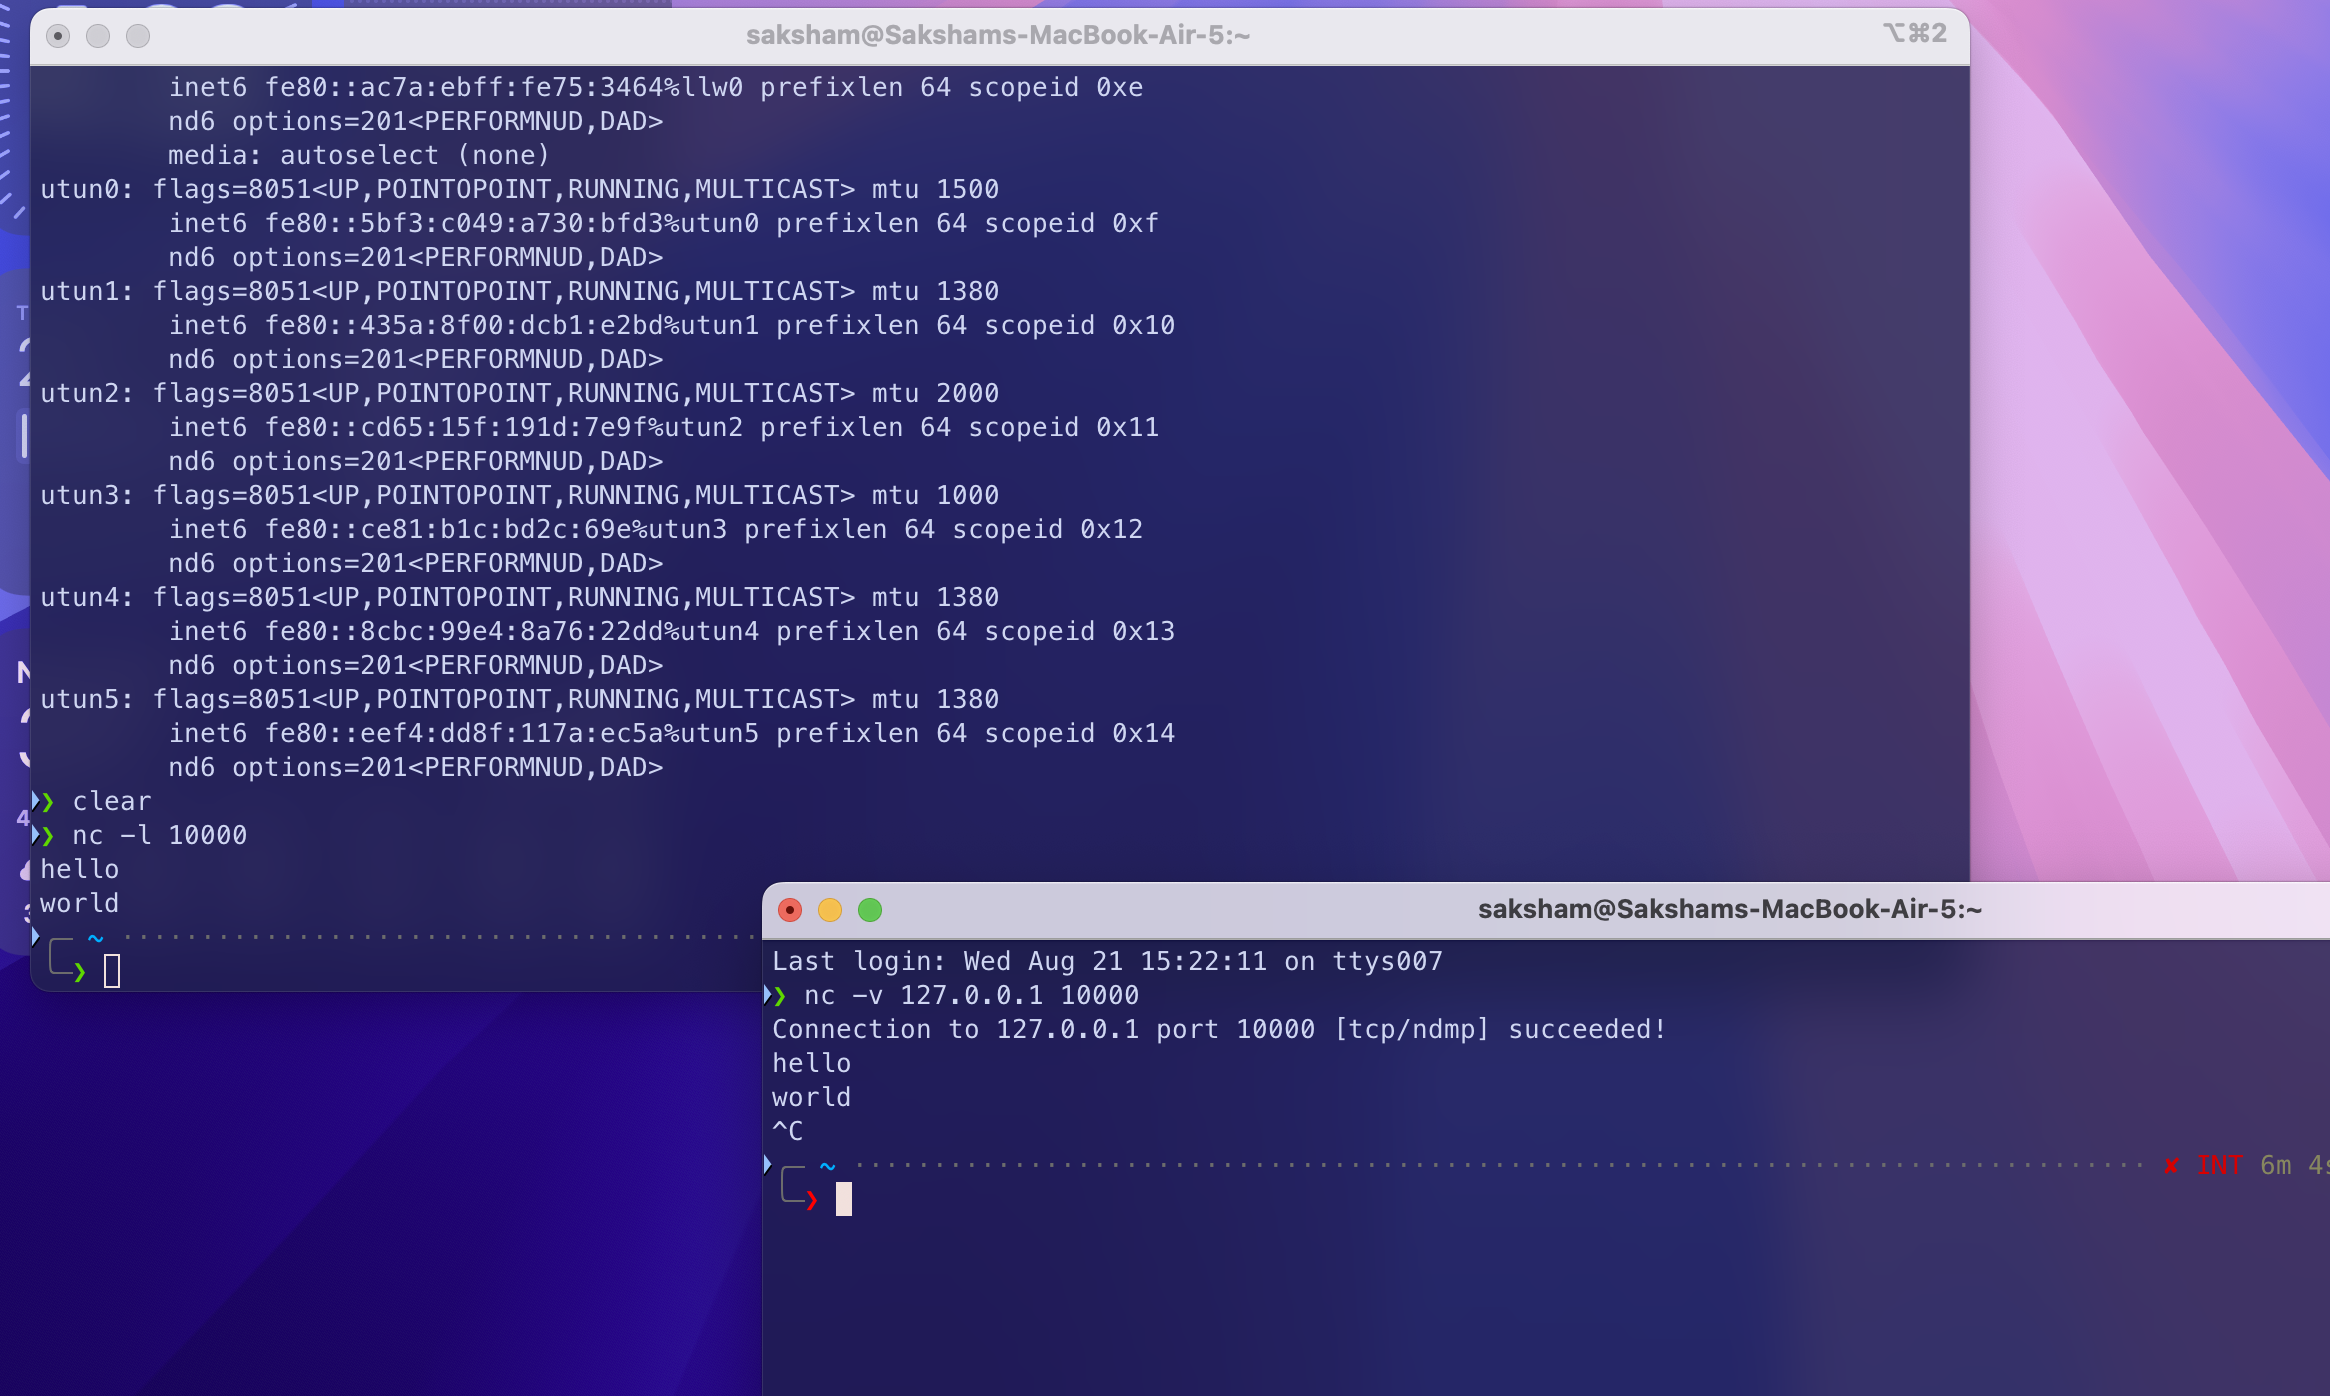 saksham@Sakshams-MacBook-Air-5:~
⌥⌘2
inet6 fe80::ac7a:ebff:fe75:3464%llw0 prefixlen 64 scopeid 0xe
nd6 options=201<PERFORMNUD,DAD>
media: autoselect (none)
utun0: flags=8051<UP,POINTOPOINT,RUNNING,MULTICAST> mtu 1500
inet6 fe80::5bf3:c049:a730:bfd3%utun0 prefixlen 64 scopeid 0xf
nd6 options=201<PERFORMNUD,DAD>
utun1: flags=8051<UP,POINTOPOINT,RUNNING,MULTICAST> mtu 1380
inet6 fe80::435a:8f00:dcb1:e2bd%utun1 prefixlen 64 scopeid 0x10
nd6 options=201<PERFORMNUD,DAD>
utun2: flags=8051<UP,POINTOPOINT,RUNNING,MULTICAST> mtu 2000
inet6 fe80::cd65:15f:191d:7e9f%utun2 prefixlen 64 scopeid 0x11
nd6 options=201<PERFORMNUD,DAD>
utun3: flags=8051<UP,POINTOPOINT,RUNNING,MULTICAST> mtu 1000
inet6 fe80::ce81:b1c:bd2c:69e%utun3 prefixlen 64 scopeid 0x12
nd6 options=201<PERFORMNUD,DAD>
utun4: flags=8051<UP,POINTOPOINT,RUNNING,MULTICAST> mtu 1380
inet6 fe80::8cbc:99e4:8a76:22dd%utun4 prefixlen 64 scopeid 0x13
nd6 options=201<PERFORMNUD,DAD>
utun5: flags=8051<UP,POINTOPOINT,RUNNING,MULTICAST> mtu 1380
inet6 fe80::eef4:dd8f:117a:ec5a%utun5 prefixlen 64 scopeid 0x14
nd6 options=201<PERFORMNUD,DAD>
❯ clear
❯ nc -l 10000
hello
world
~
❯
saksham@Sakshams-MacBook-Air-5:~
Last login: Wed Aug 21 15:22:11 on ttys007
❯ nc -v 127.0.0.1 10000
Connection to 127.0.0.1 port 10000 [tcp/ndmp] succeeded!
hello
world
^C
~ ✘ INT 6m 4s
❯